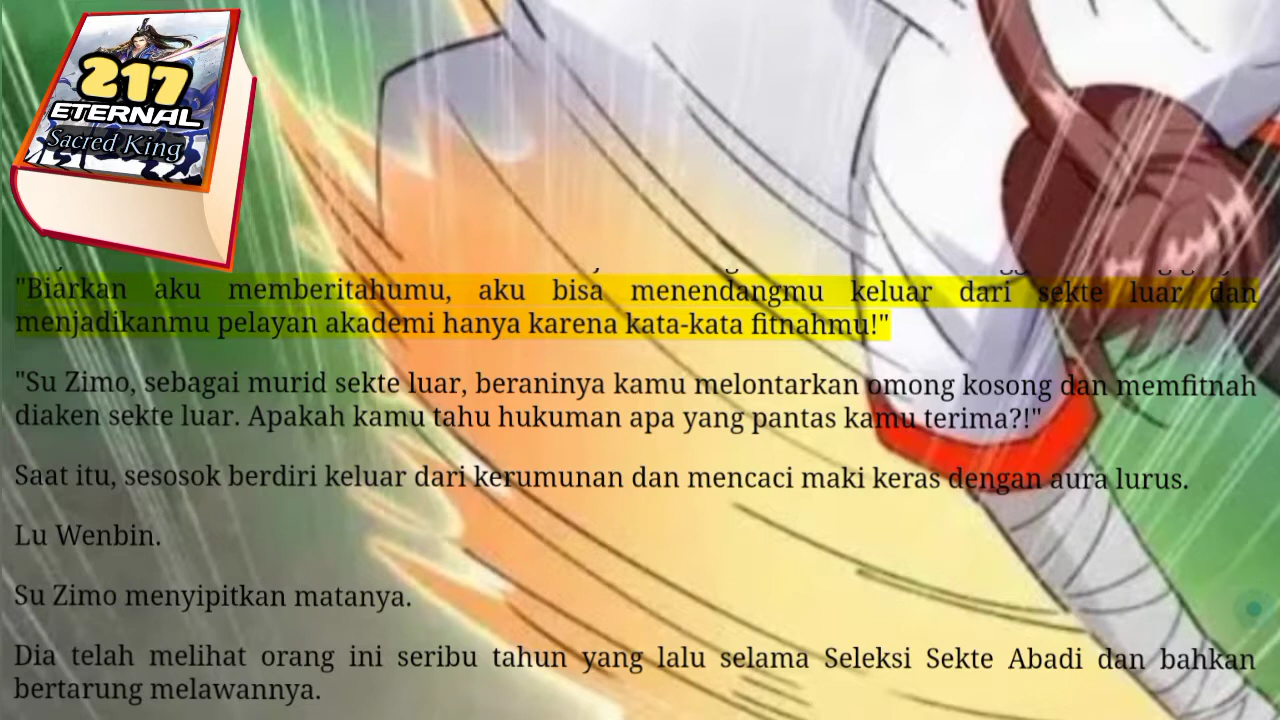 217
ETERNAL
Sacred King
"Biarkan aku memberitahumu, aku bisa menendangmu keluar dari sekte luar dan
menjadikanmu pelayan akademi hanya karena kata-kata fitnahmu!"
"Su Zimo, sebagai murid sekte luar, beraninya kamu melontarkan omong kosong dan memfitnah
diaken sekte luar. Apakah kamu tahu hukuman apa yang pantas kamu terima?!"
Saat itu, sesosok berdiri keluar dari kerumunan dan mencaci maki keras dengan aura lurus.
Lu Wenbin.
Su Zimo menyipitkan matanya.
Dia telah melihat orang ini seribu tahun yang lalu selama Seleksi Sekte Abadi dan bahkan
bertarung melawannya.